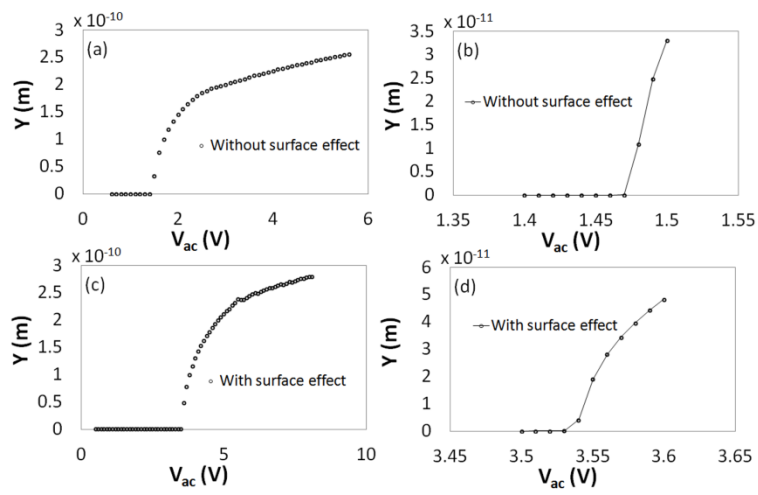 x 10⁻¹⁰
3
2.5
2
1.5
1
0.5
0
Y (m)
(a)
Without surface effect
0 2 4 6
Vac (V)
x 10⁻¹¹
3.5
3
2.5
2
1.5
1
0.5
0
Y (m)
(b)
Without surface effect
1.35 1.4 1.45 1.5 1.55
Vac (V)
x 10⁻¹⁰
3
2.5
2
1.5
1
0.5
0
Y (m)
(c)
With surface effect
0 5 10
Vac (V)
x 10⁻¹¹
6
5
4
3
2
1
0
Y (m)
(d)
With surface effect
3.45 3.5 3.55 3.6 3.65
Vac (V)